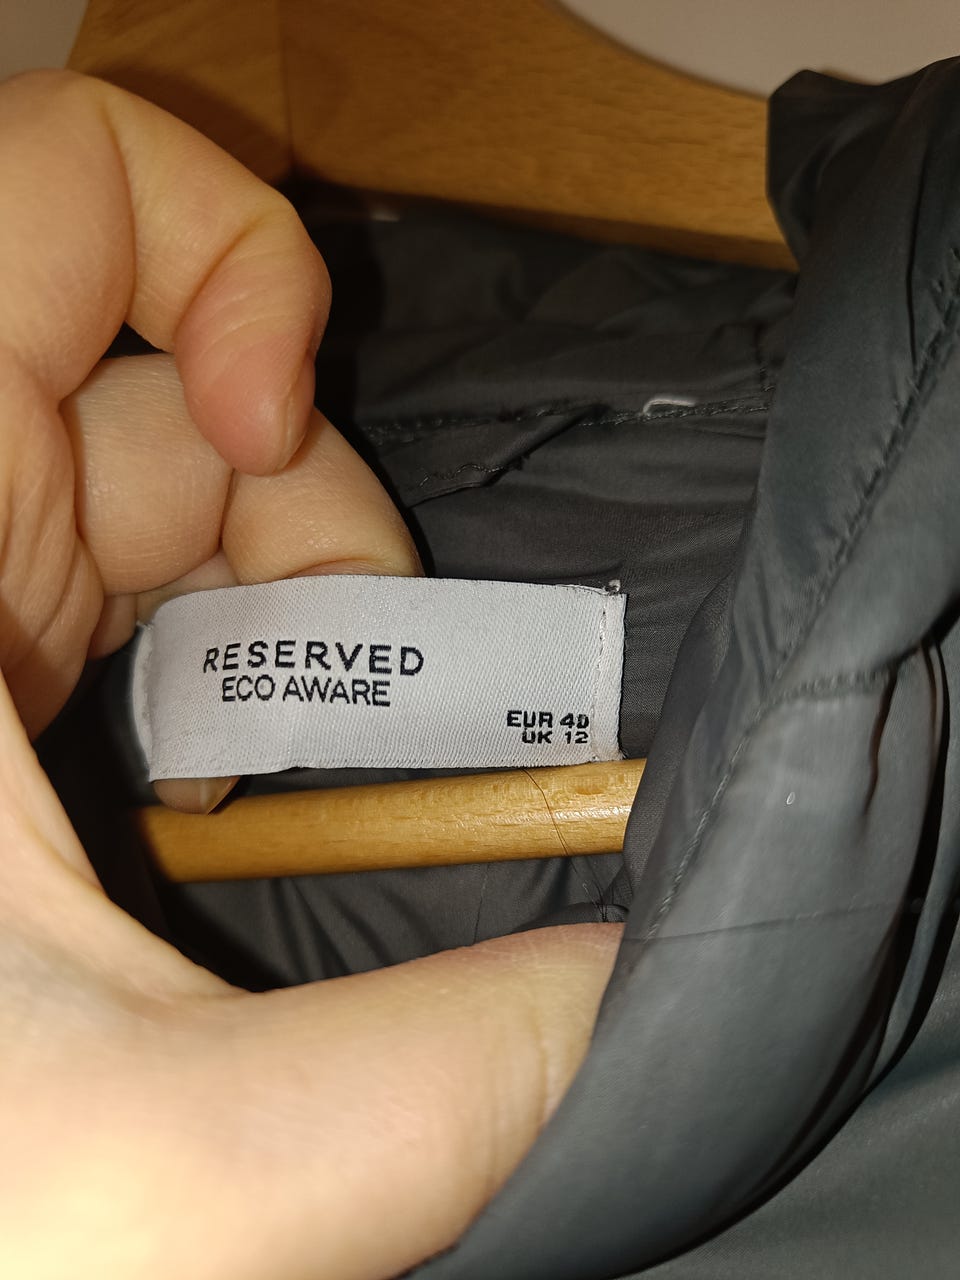 RESERVED
ECO AWARE
EUR 40
UK 12